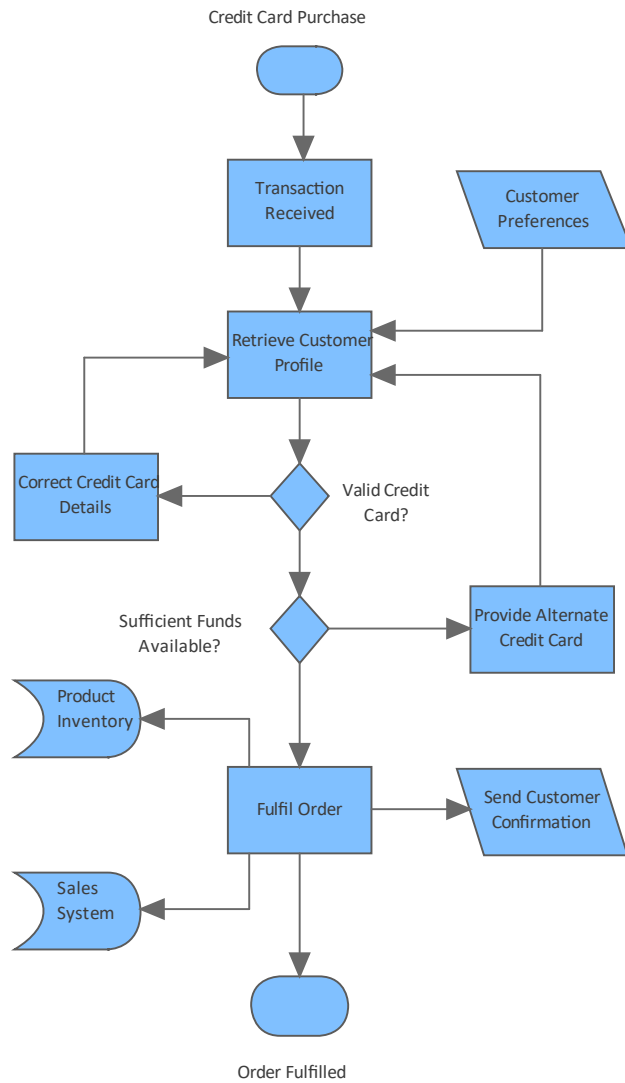 Credit Card Purchase
Transaction
Received
Customer
Preferences
Retrieve Customer
Profile
Correct Credit Card
Details
Valid Credit
Card?
Sufficient Funds
Available?
Provide Alternate
Credit Card
Product
Inventory
Fulfil Order
Send Customer
Confirmation
Sales
System
Order Fulfilled